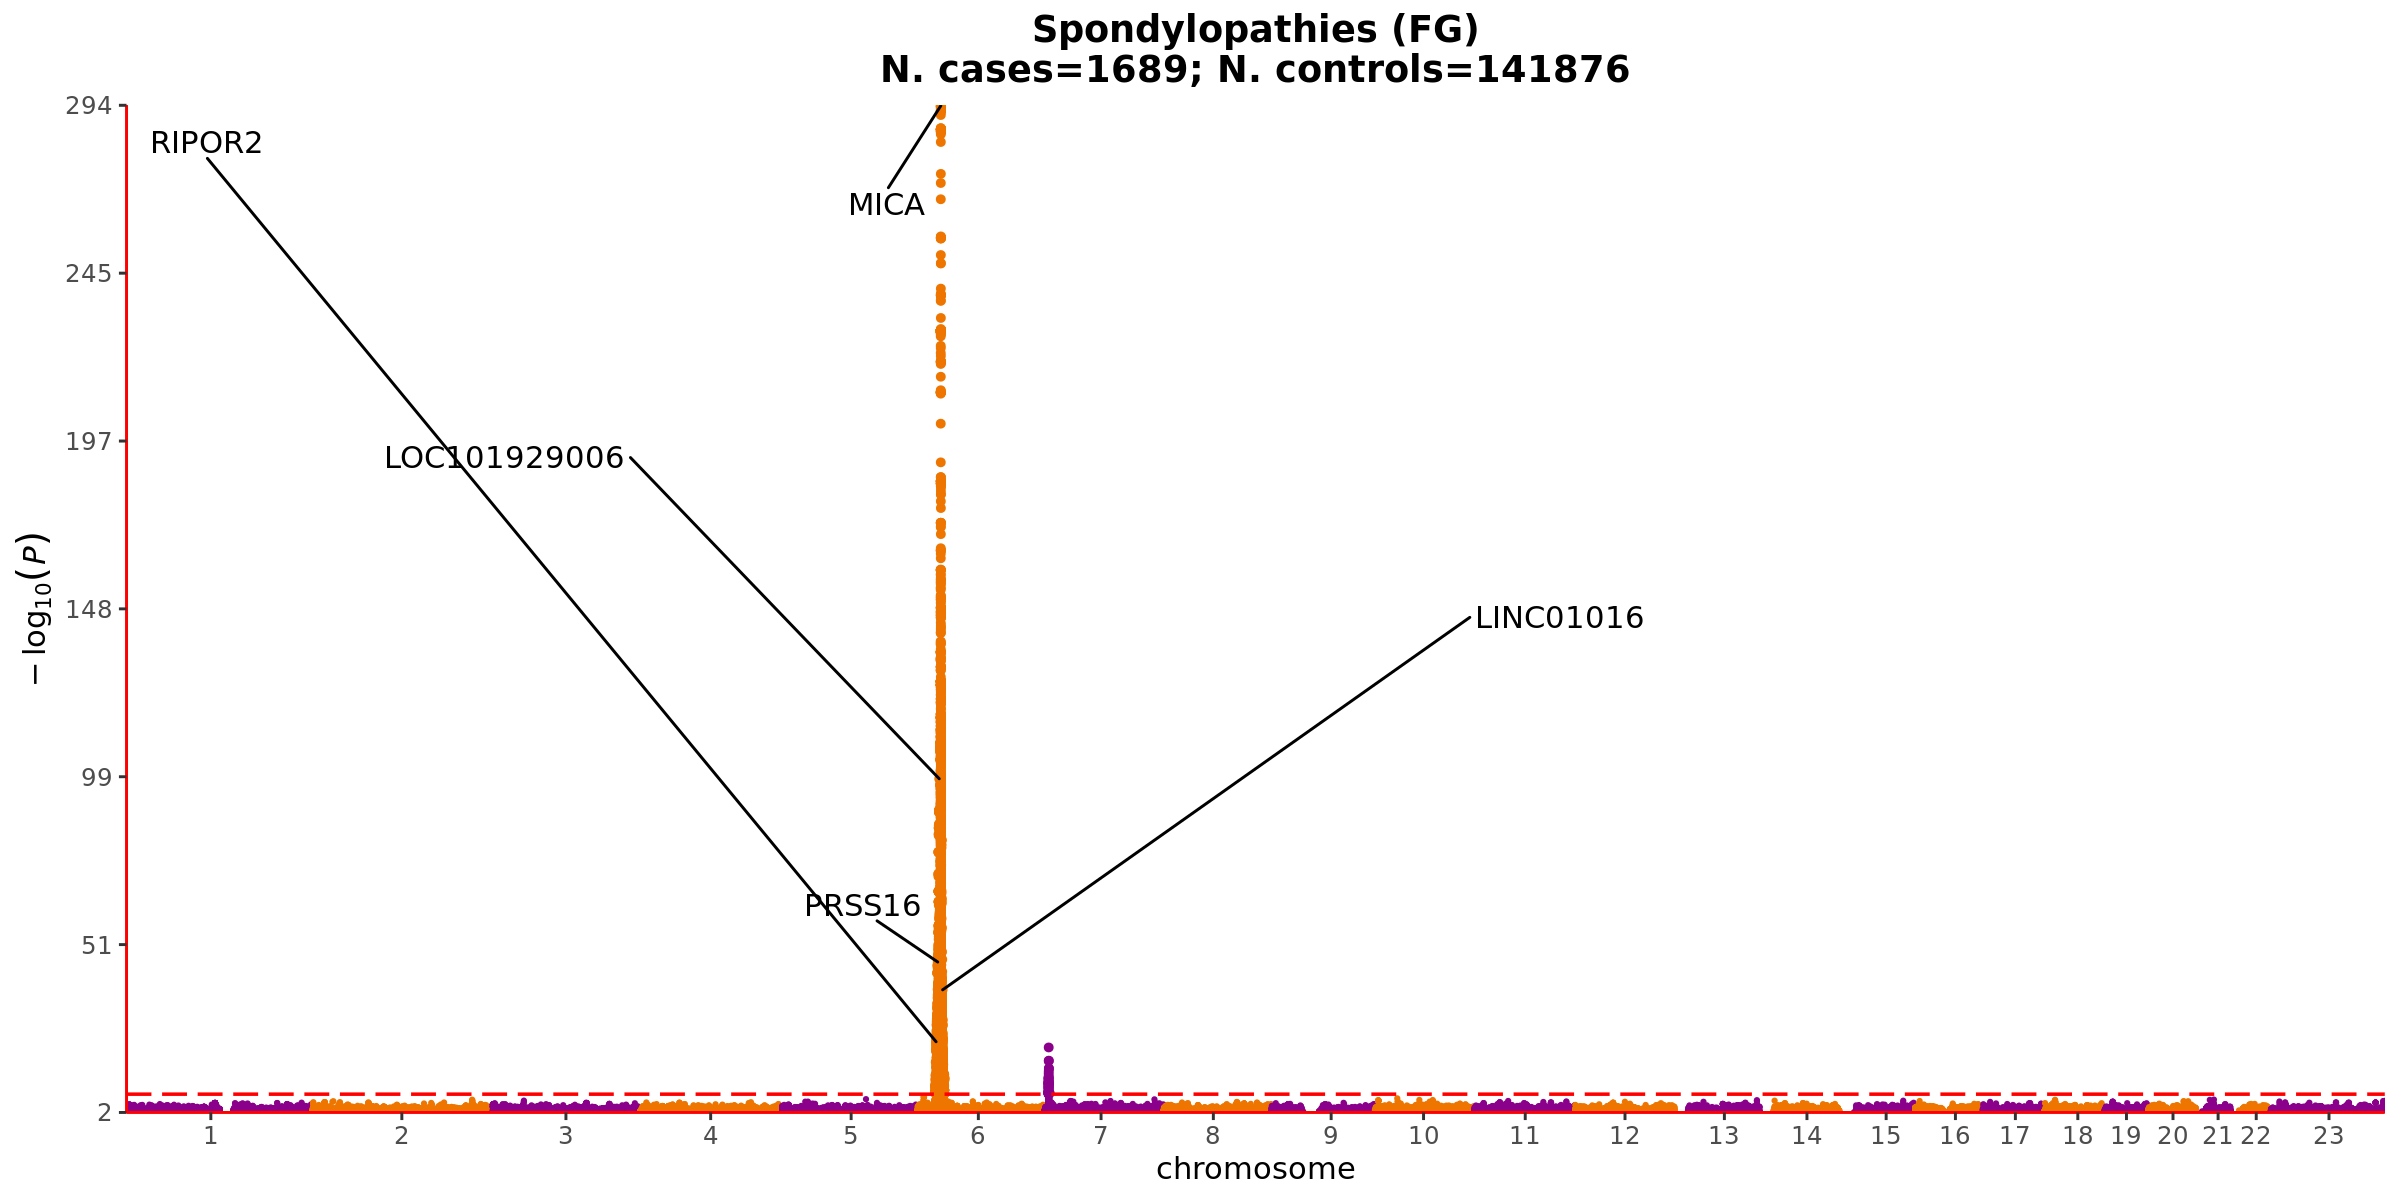 Spondylopathies (FG)
N. cases=1689; N. controls=141876
294
245
197
148
99
51
2
− log10(P)
RIPOR2
MICA
LOC101929006
LINC01016
PRSS16
1 2 3 4 5 6 7 8 9 10 11 12 13 14 15 16 17 18 19 20 21 22 23
chromosome